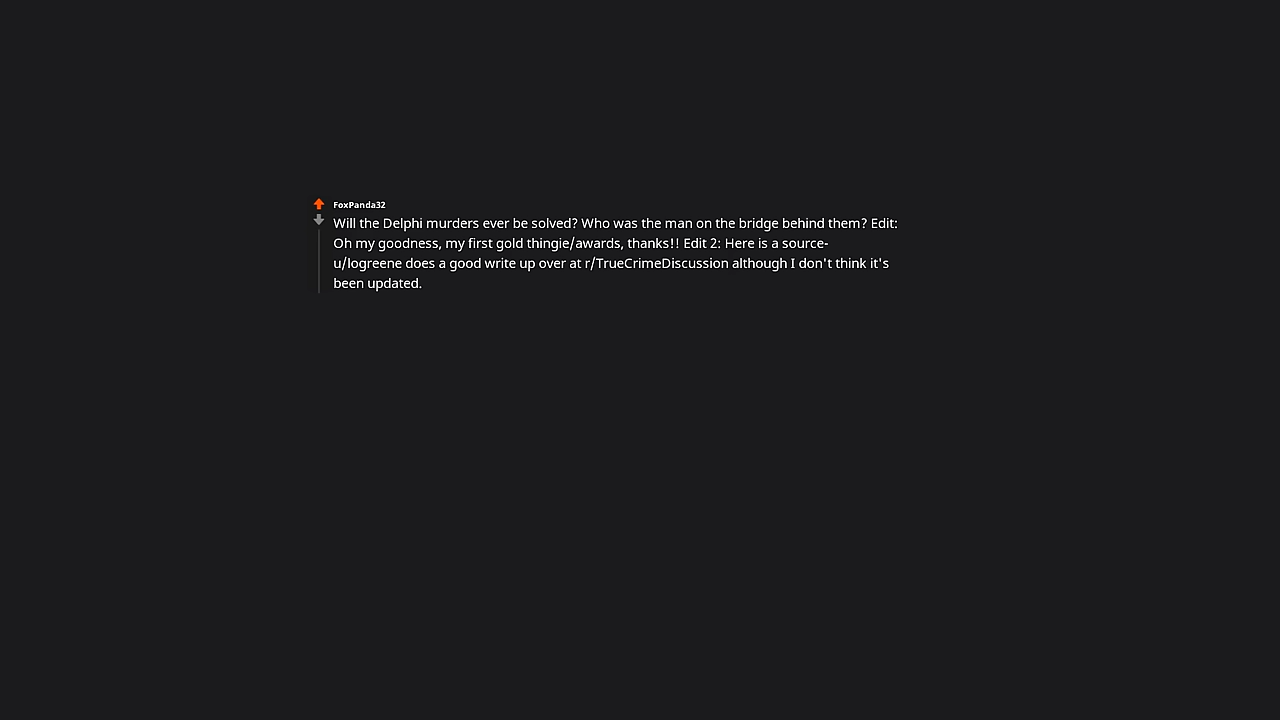 FoxPanda32
Will the Delphi murders ever be solved? Who was the man on the bridge behind them? Edit:
Oh my goodness, my first gold thingie/awards, thanks!! Edit 2: Here is a source-
u/logreene does a good write up over at r/TrueCrimeDiscussion although I don't think it's
been updated.